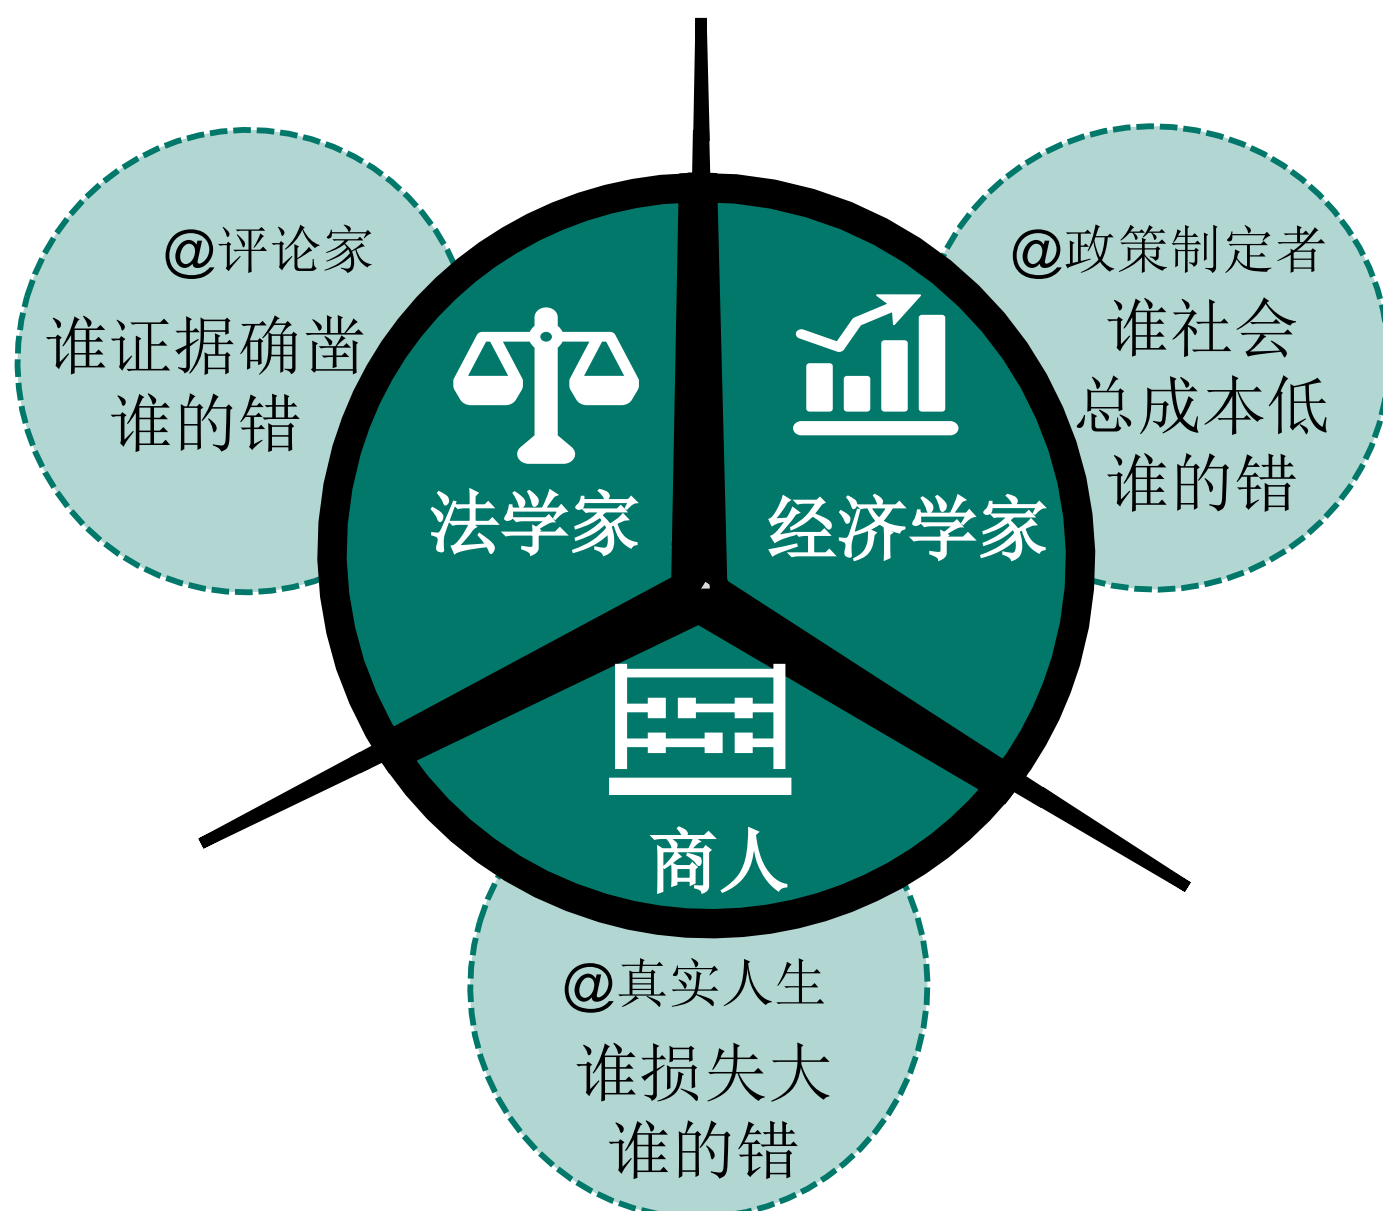 @评论家
谁证据确凿
谁的错
法学家
@政策制定者
谁社会
总成本低
谁的错
经济学家
商人
@真实人生
谁损失大
谁的错